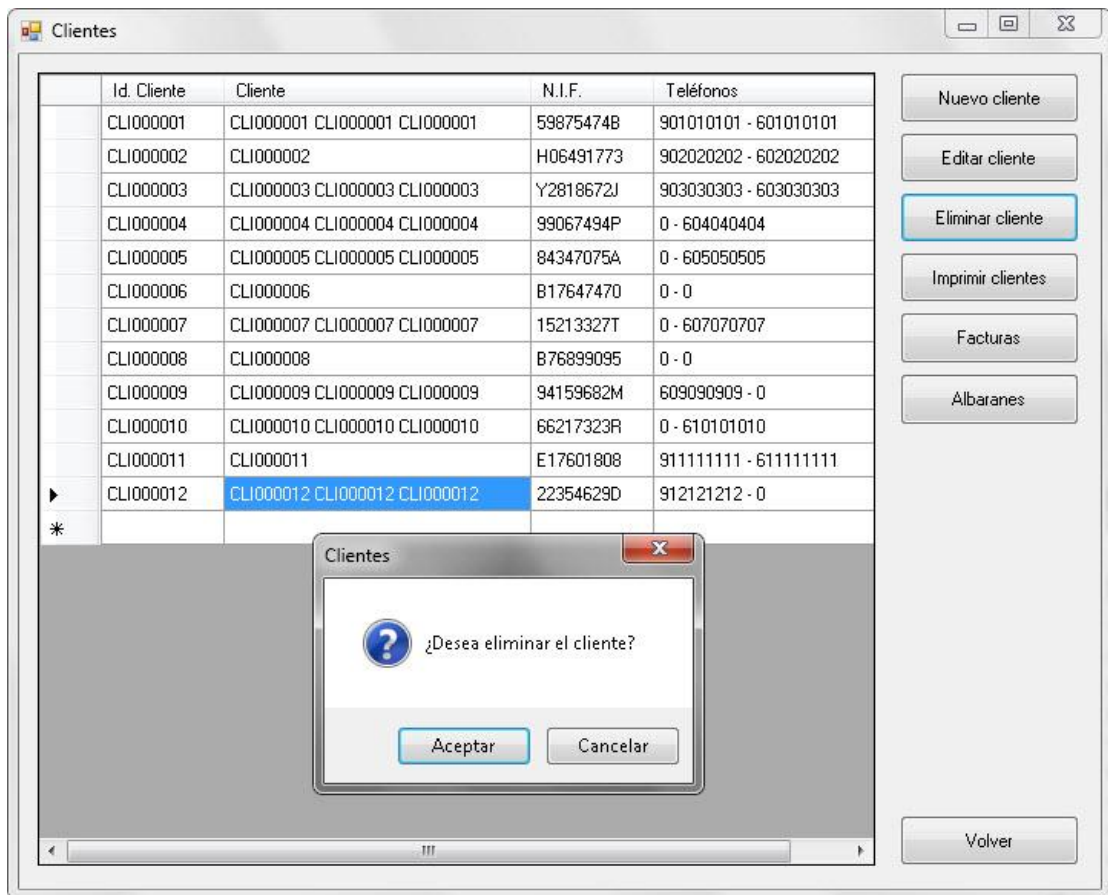 Clientes
Id. Cliente Cliente N.I.F. Teléfonos
CLI000001 CLI000001 CLI000001 CLI000001 59875474B 901010101 - 601010101
CLI000002 CLI000002 H06491773 902020202 - 602020202
CLI000003 CLI000003 CLI000003 CLI000003 Y2818672J 903030303 - 603030303
CLI000004 CLI000004 CLI000004 CLI000004 99067494P 0 - 604040404
CLI000005 CLI000005 CLI000005 CLI000005 84347075A 0 - 605050505
CLI000006 CLI000006 B17647470 0 - 0
CLI000007 CLI000007 CLI000007 CLI000007 15213327T 0 - 607070707
CLI000008 CLI000008 B76899095 0 - 0
CLI000009 CLI000009 CLI000009 CLI000009 94159682M 609090909 - 0
CLI000010 CLI000010 CLI000010 CLI000010 66217323R 0 - 610101010
CLI000011 CLI000011 E17601808 911111111 - 611111111
CLI000012 CLI000012 CLI000012 CLI000012 22354629D 912121212 - 0
Nuevo cliente
Editar cliente
Eliminar cliente
Imprimir clientes
Facturas
Albaranes
Clientes
¿Desea eliminar el cliente?
Aceptar Cancelar
Volver